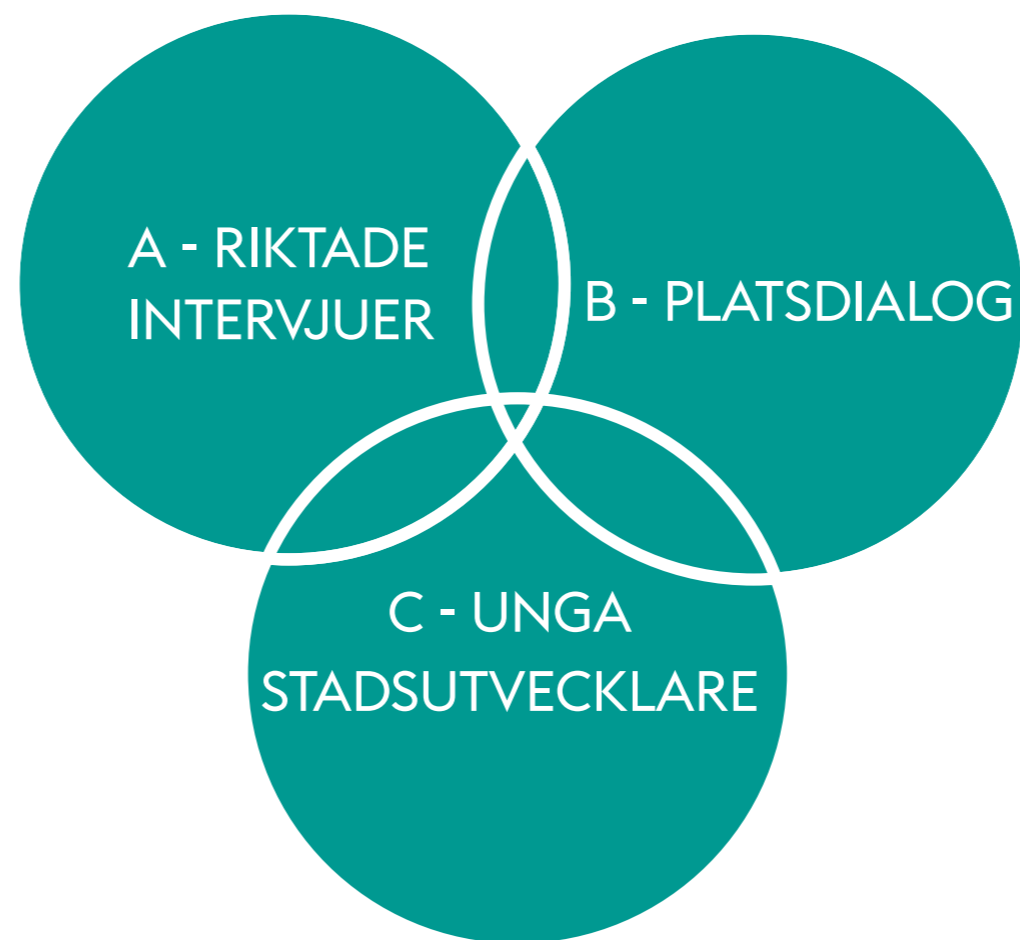 A - RIKTADE
INTERVJUER
B - PLATSDIALOG
C - UNGA
STADSUTVECKLARE